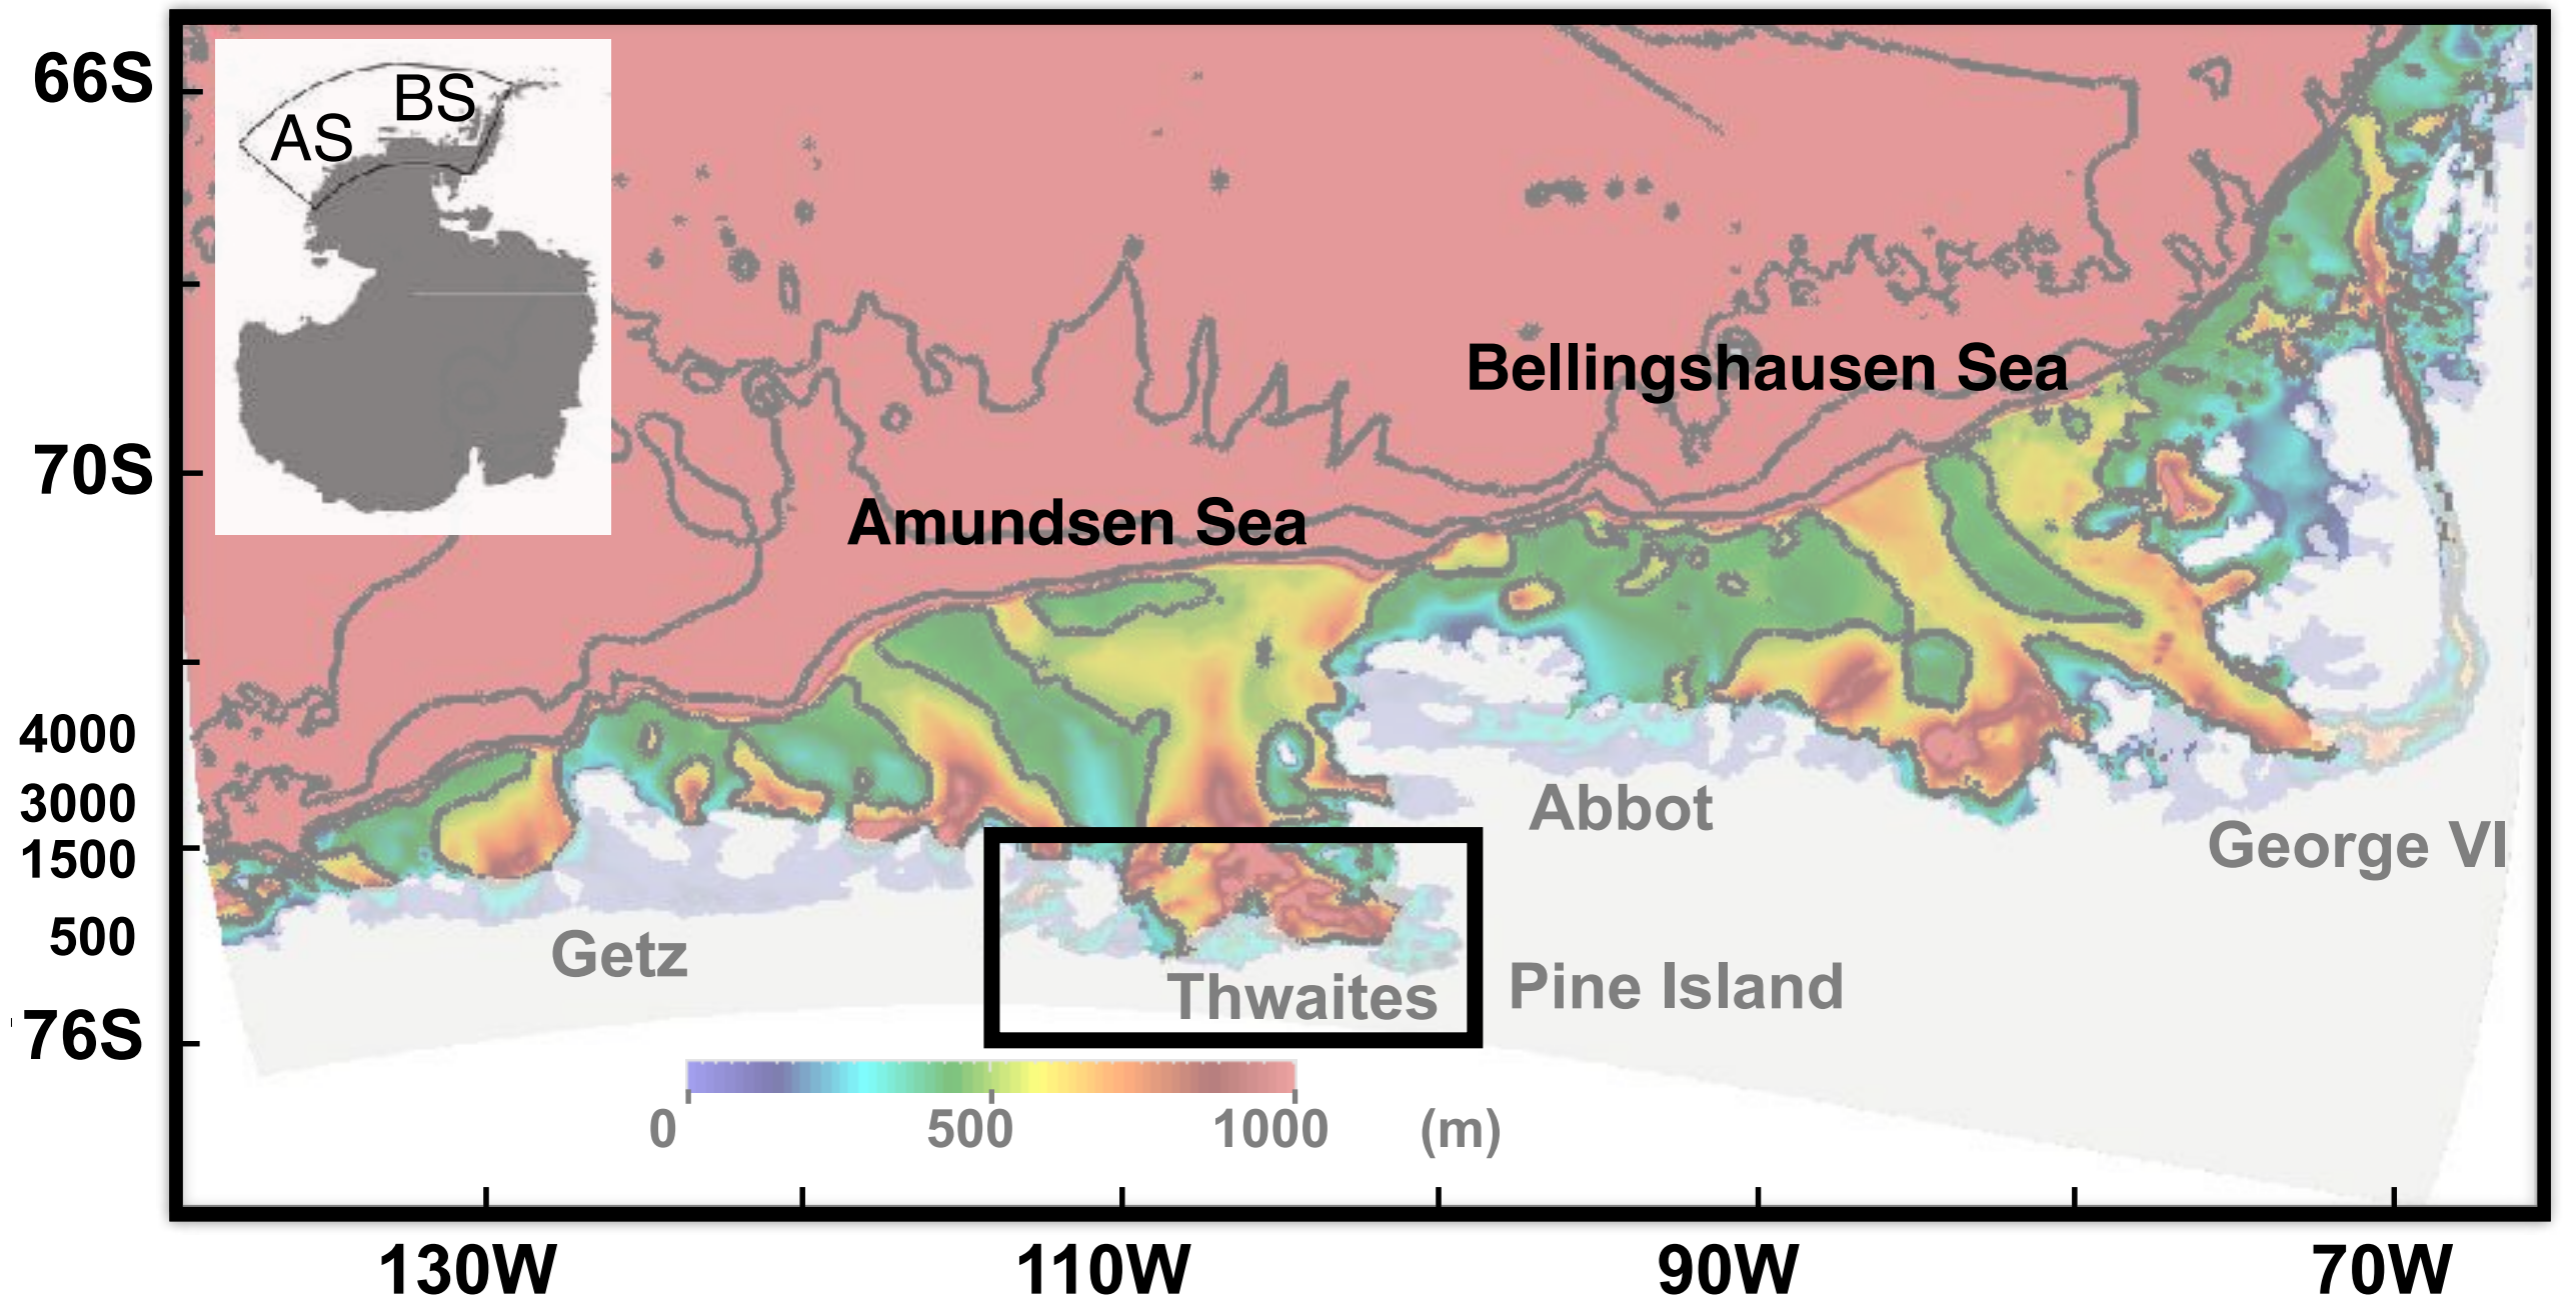 66S
BS
AS
Bellingshausen Sea
70S
Amundsen Sea
4000
3000
1500
500
76S
Abbot
George VI
Getz
Thwaites
Pine Island
0 500 1000 (m)
130W 110W 90W 70W